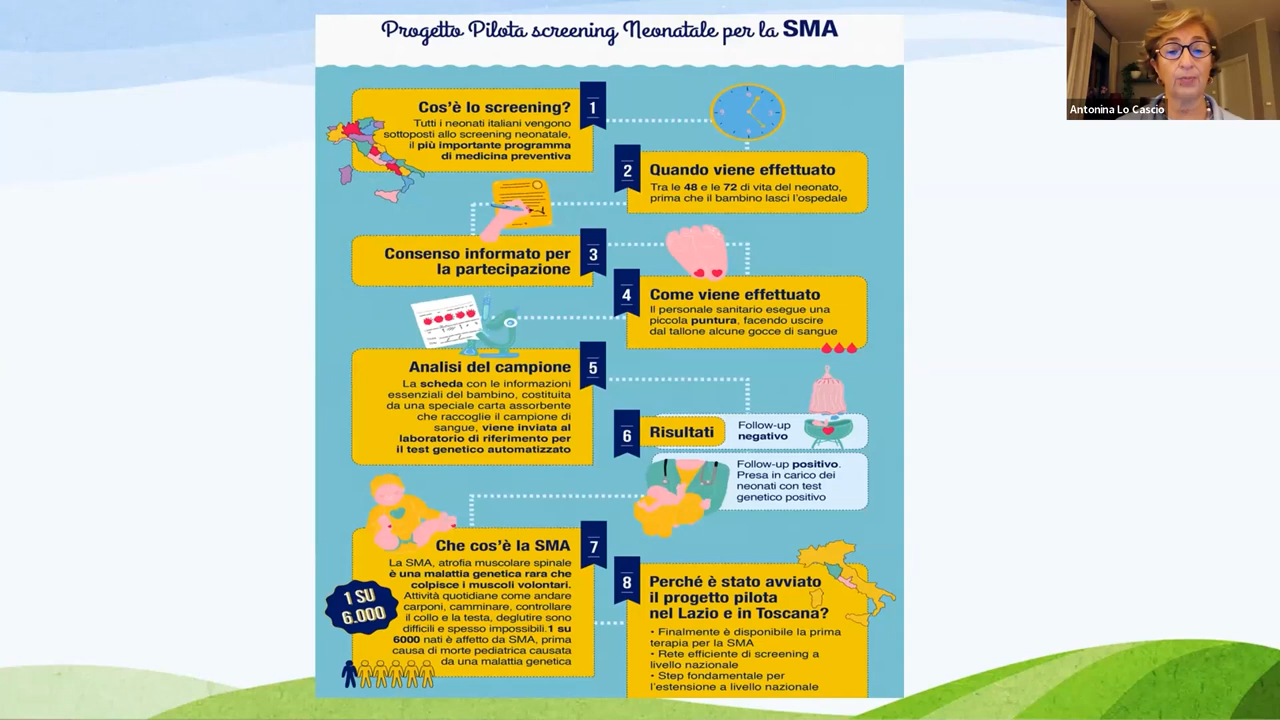 Progetto Pilota screening Neonatale per la SMA
Antonina Lo Cascio
1
Cos'è lo screening?
Tutti i neonati italiani vengono
sottoposti allo screening neonatale,
il più importante programma
di medicina preventiva
2
Quando viene effettuato
Tra le 48 e le 72 di vita del neonato,
prima che il bambino lasci l'ospedale
3
Consenso informato per
la partecipazione
4
Come viene effettuato
Il personale sanitario esegue una
piccola puntura, facendo uscire
dal tallone alcune gocce di sangue
5
Analisi del campione
La scheda con le informazioni
essenziali del bambino, costituita
da una speciale carta assorbente
che raccoglie il campione di
sangue, viene inviata al
laboratorio di riferimento per
il test genetico automatizzato
6
Risultati
Follow-up
negativo
Follow-up positivo.
Presa in carico dei
neonati con test
genetico positivo
7
Che cos'è la SMA
La SMA, atrofia muscolare spinale
è una malattia genetica rara che
colpisce i muscoli volontari.
Attività quotidiane come andare
carponi, camminare, controllare
il collo e la testa, deglutire sono
difficili e spesso impossibili. 1 su
6000 nati è affetto da SMA, prima
causa di morte pediatrica causata
da una malattia genetica
1 SU
6.000
8
Perché è stato avviato
il progetto pilota
nel Lazio e in Toscana?
• Finalmente è disponibile la prima
terapia per la SMA
• Rete efficiente di screening a
livello nazionale
• Step fondamentale per
l'estensione a livello nazionale